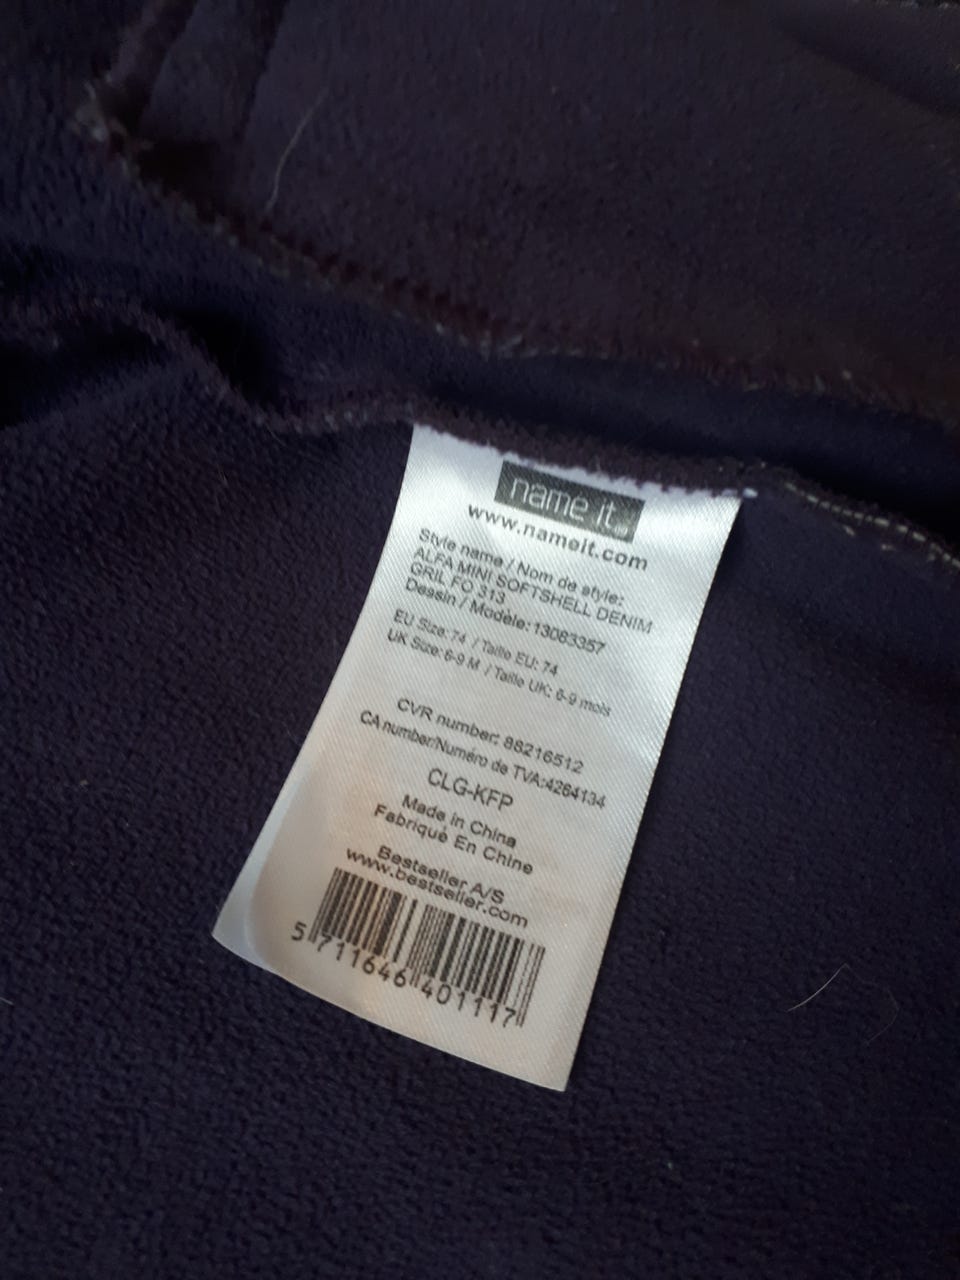 name it
www.nameit.com
Style name / Nom de style:
ALFA MINI SOFTSHELL DENIM
GRIL FO 313
Dessin / Modèle: 13083357
EU Size: 74 / Taille EU: 74
UK Size: 6-9 M / Taille UK: 6-9 mois
CVR number: 88216512
CA number/Numéro de TVA:4264134
CLG-KFP
Made in China
Fabriqué En Chine
Bestseller A/S
www.bestseller.com
5 711646 401117